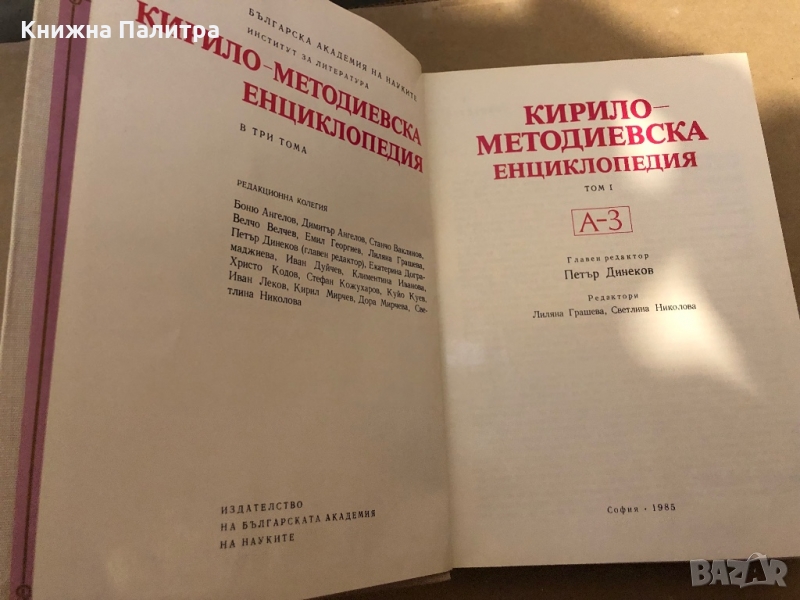 Книжна Палитра
БЪЛГАРСКА АКАДЕМИЯ НА НАУКИТЕ
ИНСТИТУТ ЗА ЛИТЕРАТУРА
КИРИЛО-МЕТОДИЕВСКА
ЕНЦИКЛОПЕДИЯ
В ТРИ ТОМА
РЕДАКЦИОННА КОЛЕГИЯ
Боню Ангелов, Димитър Ангелов, Станчо Ваклинов,
Велчо Велчев, Емил Георгиев, Лиляна Грашева,
Петър Динеков (главен редактор), Екатерина Догра-
маджиева, Иван Дуйчев, Климентина Иванова,
Христо Кодов, Стефан Кожухаров, Куйо Куев,
Иван Леков, Кирил Мирчев, Дора Мирчева, Све-
тлина Николова
ИЗДАТЕЛСТВО
НА БЪЛГАРСКАТА АКАДЕМИЯ
НА НАУКИТЕ
КИРИЛО-
МЕТОДИЕВСКА
ЕНЦИКЛОПЕДИЯ
ТОМ I
А-З
Главен редактор
Петър Динеков
Редактори
Лиляна Грашева, Светлина Николова
София · 1985
BAZAR